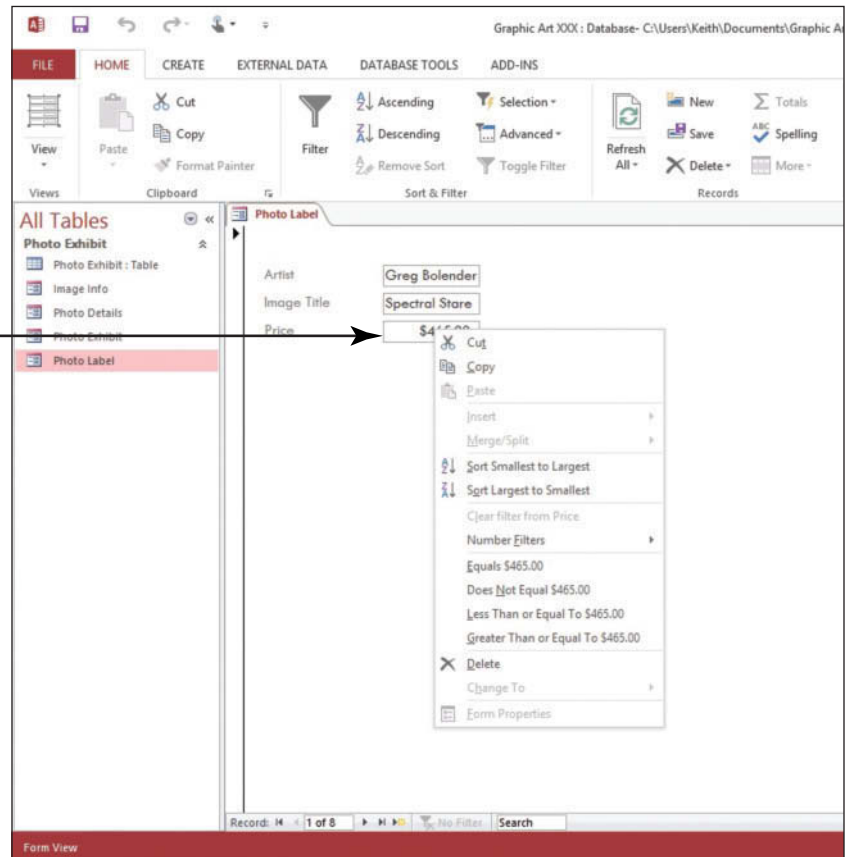 Graphic Art XXX : Database- C:\Users\Keith\Documents\Graphic A
FILE HOME CREATE EXTERNAL DATA DATABASE TOOLS ADD-INS
View
Paste
Cut
Copy
Format Painter
Filter
Ascending
Descending
Remove Sort
Selection
Advanced
Toggle Filter
Refresh
All
New
Save
Delete
Totals
Spelling
More
Views Clipboard Sort & Filter Records
All Tables
Photo Exhibit
Photo Exhibit : Table
Image Info
Photo Details
Photo Exhibit
Photo Label
Photo Label
Artist Greg Bolender
Image Title Spectral Stare
Price $465.00
Cut
Copy
Paste
Insert
Merge/Split
Sort Smallest to Largest
Sort Largest to Smallest
Clear filter from Price
Number Filters
Equals $465.00
Does Not Equal $465.00
Less Than or Equal To $465.00
Greater Than or Equal To $465.00
Delete
Change To
Form Properties
Record: 1 of 8 No Filter Search
Form View